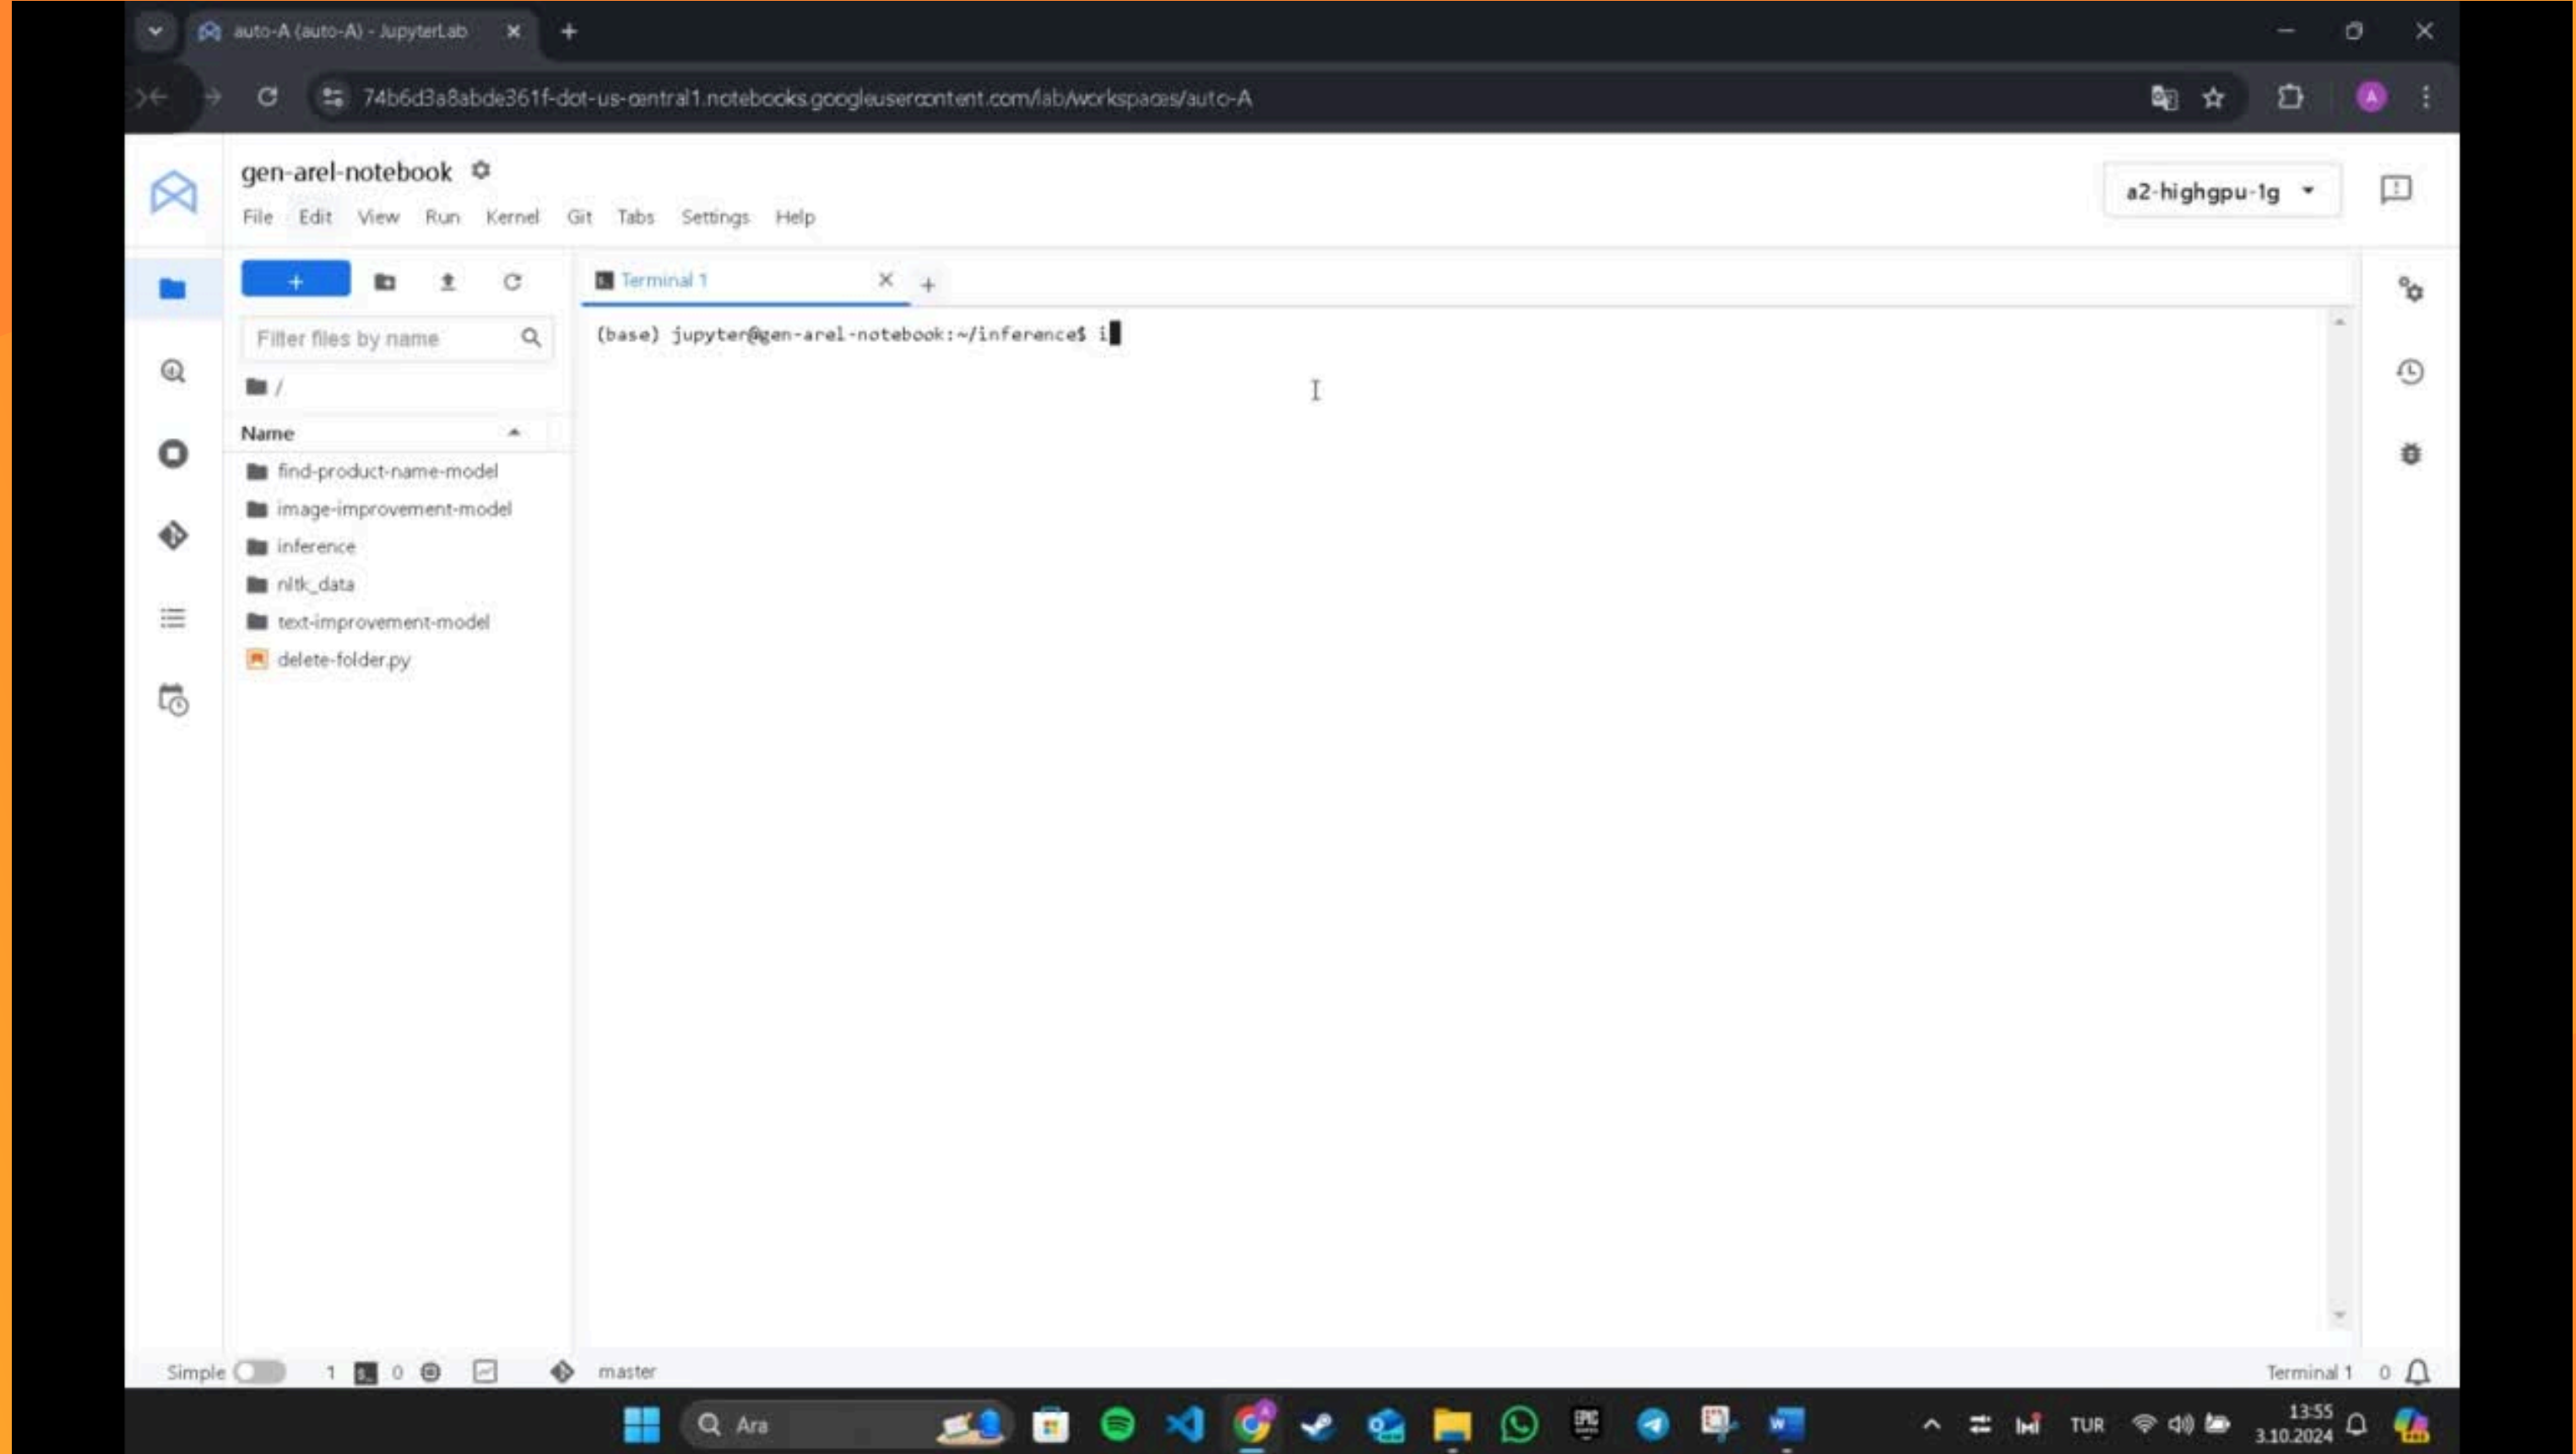 auto-A (auto-A) - JupyterLab
74b6d3a8abde361f-dot-us-central1.notebooks.googleusercontent.com/lab/workspaces/auto-A
A
gen-arel-notebook
a2-highgpu-1g
File Edit View Run Kernel Git Tabs Settings Help
Terminal 1
Filter files by name
(base) jupyter@gen-arel-notebook:~/inference$ i
/
Name
find-product-name-model
image-improvement-model
inference
nltk_data
text-improvement-model
delete-folder.py
Simple 1 0 master Terminal 1 0
Ara
EPIC GAMES
TUR
13:55
3.10.2024